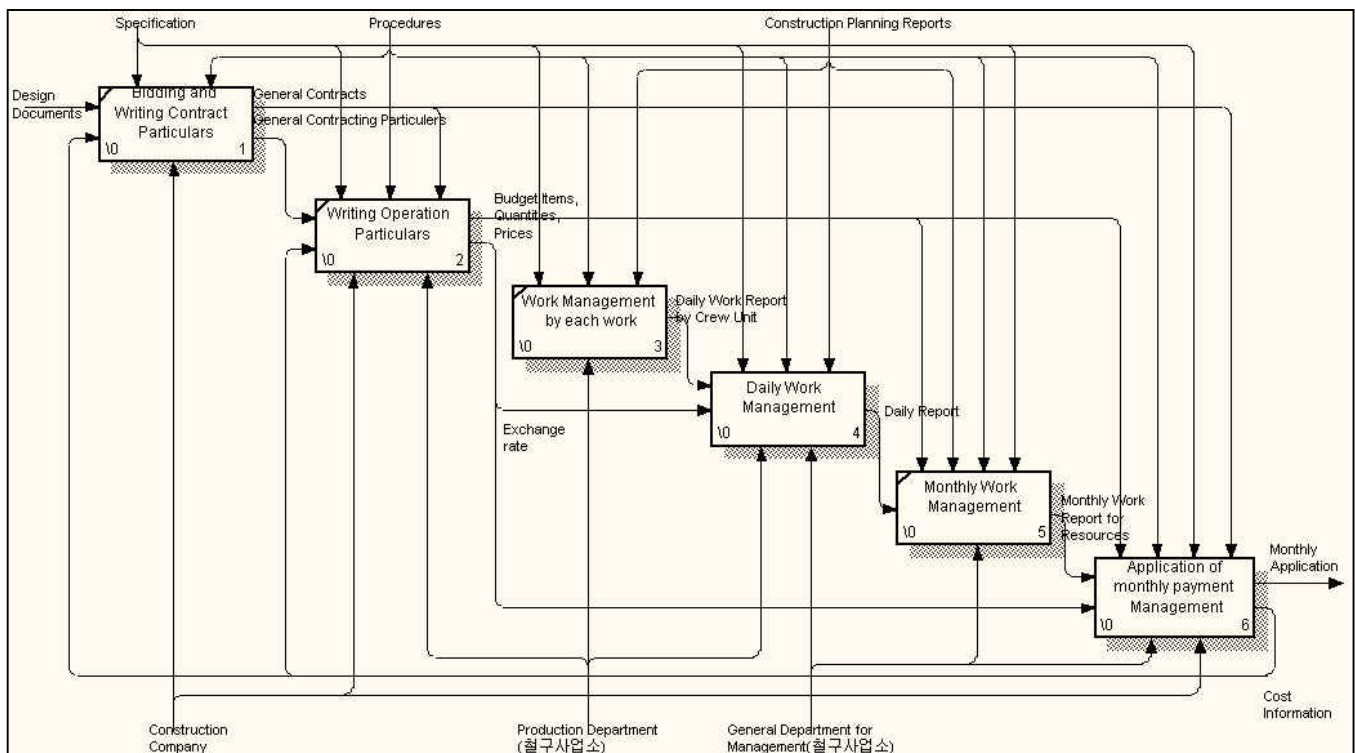 Specification
Procedures
Construction Planning Reports
Design
Documents
Bidding and
Writing Contract
Particulars
\0 1
General Contracts
General Contracting Particulers
Writing Operation
Particulars
\0 2
Budget Items,
Quantities,
Prices
Work Management
by each work
\0 3
Daily Work Report
by Crew Unit
Exchange
rate
Daily Work
Management
\0 4
Daily Report
Monthly Work
Management
\0 5
Monthly Work
Report for
Resources
Application of
monthly payment
Management
\0 6
Monthly
Application
Cost
Information
Construction
Company
Production Department
(철구사업소)
General Department for
Management(철구사업소)